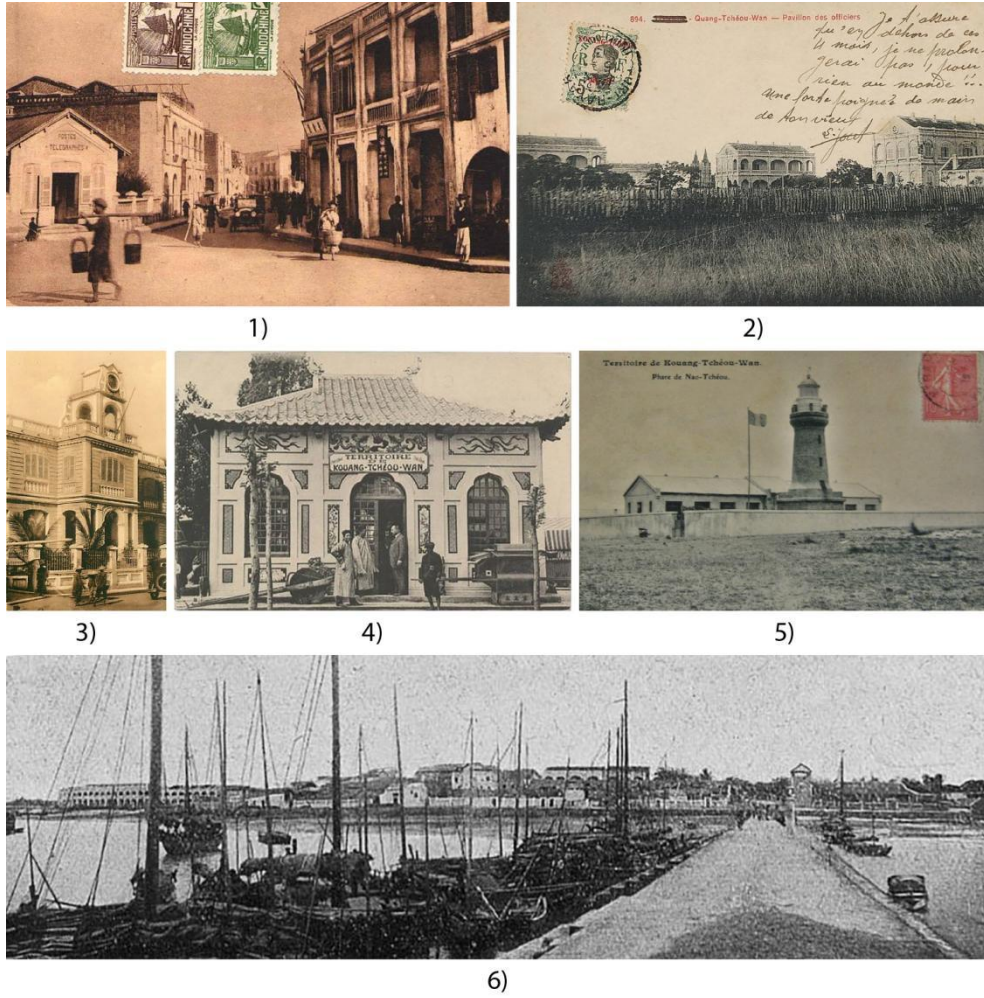 INDOCHINE
INDOCHINE
POSTES
TELEGRAPHES
1)
894. - Quang-Tchéou-Wan — Pavillon des officiers
Je t'assure
qu'en dehors de ces
4 mois, je ne prolon-
gerai pas, pour
rien au monde !!
une forte poignée de main
de ton vieux
2)
3)
TERRITOIRE
DE
KOUANG-TCHÉOU-WAN
4)
Territoire de Kouang-Tchéou-Wan.
Phare de Nao-Tchéou.
5)
6)